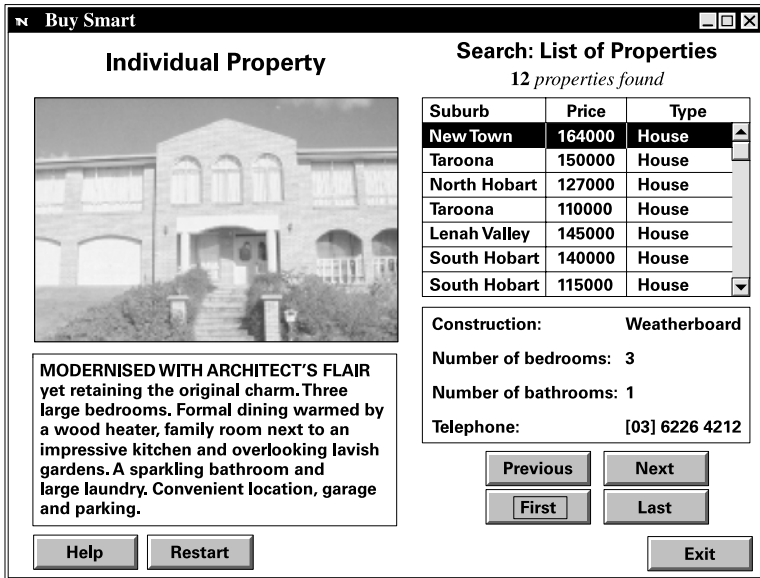 Buy Smart
Individual Property
MODERNISED WITH ARCHITECT'S FLAIR
yet retaining the original charm. Three
large bedrooms. Formal dining warmed by
a wood heater, family room next to an
impressive kitchen and overlooking lavish
gardens. A sparkling bathroom and
large laundry. Convenient location, garage
and parking.
Help Restart
Search: List of Properties
12 properties found
Suburb Price Type
New Town 164000 House
Taroona 150000 House
North Hobart 127000 House
Taroona 110000 House
Lenah Valley 145000 House
South Hobart 140000 House
South Hobart 115000 House
Construction: Weatherboard
Number of bedrooms: 3
Number of bathrooms: 1
Telephone: [03] 6226 4212
Previous Next
First Last
Exit